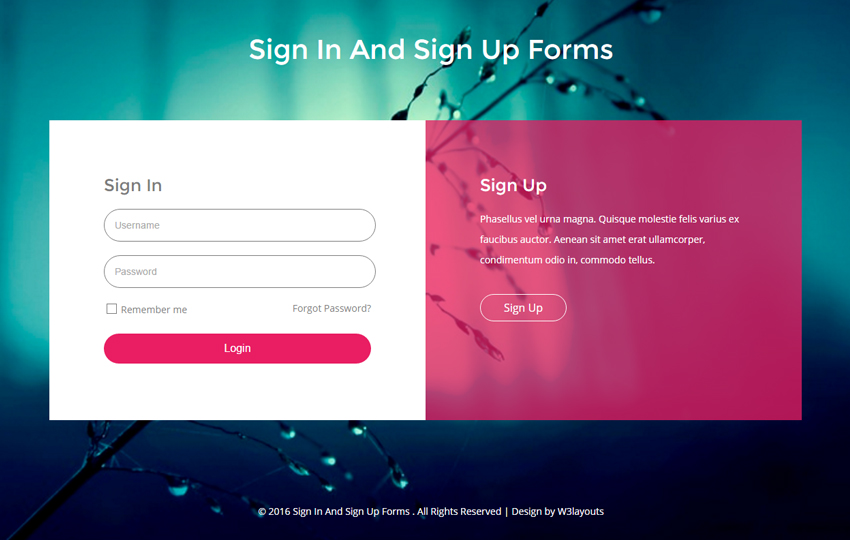 Sign In And Sign Up Forms
Sign In
Username
Password
Remember me
Forgot Password?
Login
Sign Up
Phasellus vel urna magna. Quisque molestie felis varius ex
faucibus auctor. Aenean sit amet erat ullamcorper,
condimentum odio in, commodo tellus.
Sign Up
© 2016 Sign In And Sign Up Forms . All Rights Reserved | Design by W3layouts